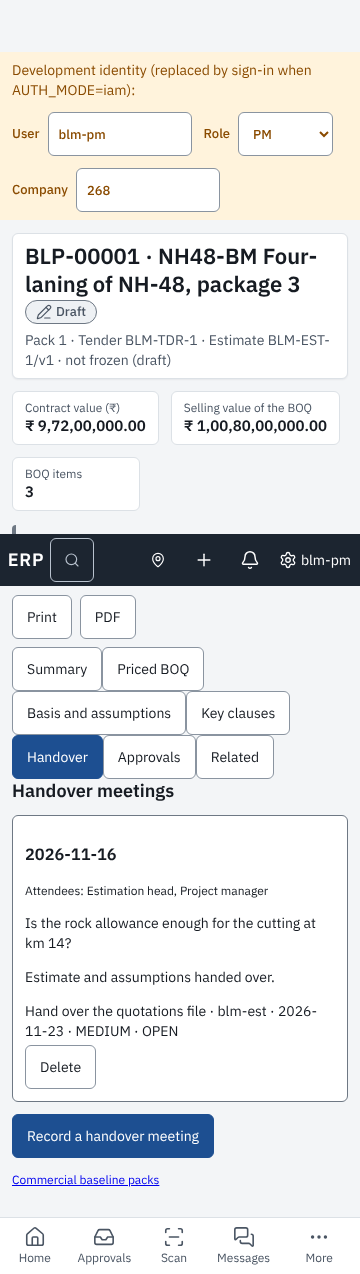 Development identity (replaced by sign-in when
AUTH_MODE=iam):
User blm-pm Role PM
Company 268
BLP-00001 · NH48-BM Four-
laning of NH-48, package 3
Draft
Pack 1 · Tender BLM-TDR-1 · Estimate BLM-EST-
1/v1 · not frozen (draft)
Contract value (₹) Selling value of the BOQ
₹ 9,72,00,000.00 ₹ 1,00,80,00,000.00
BOQ items
3
ERP blm-pm
Print PDF
Summary Priced BOQ
Basis and assumptions Key clauses
Handover Approvals Related
Handover meetings
2026-11-16
Attendees: Estimation head, Project manager
Is the rock allowance enough for the cutting at
km 14?
Estimate and assumptions handed over.
Hand over the quotations file · blm-est · 2026-
11-23 · MEDIUM · OPEN
Delete
Record a handover meeting
Commercial baseline packs
Home Approvals Scan Messages More